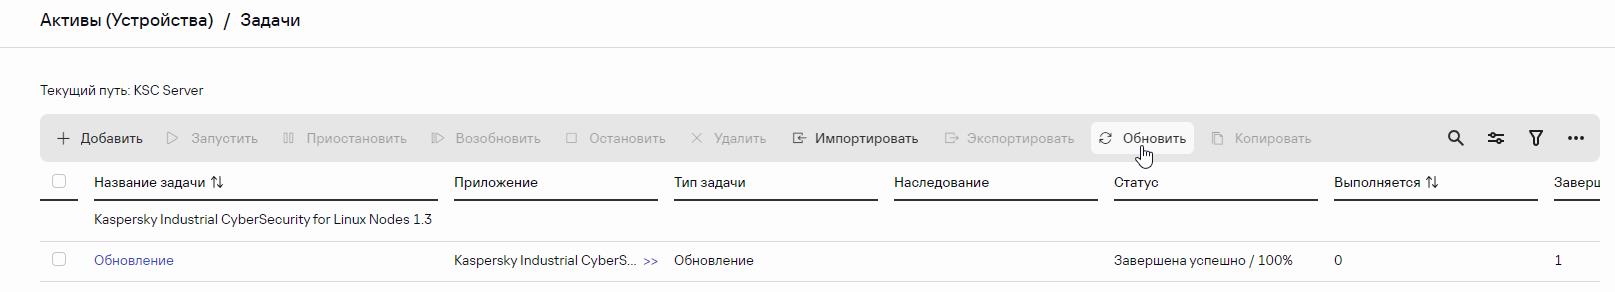 Активы (Устройства) / Задачи
Текущий путь: KSC Server
Добавить Запустить Приостановить Возобновить Остановить Удалить Импортировать Экспортировать Обновить Копировать
Название задачи Приложение Тип задачи Наследование Статус Выполняется Заверш
Kaspersky Industrial CyberSecurity for Linux Nodes 1.3
Обновление Kaspersky Industrial CyberS... >> Обновление Завершена успешно / 100% 0 1